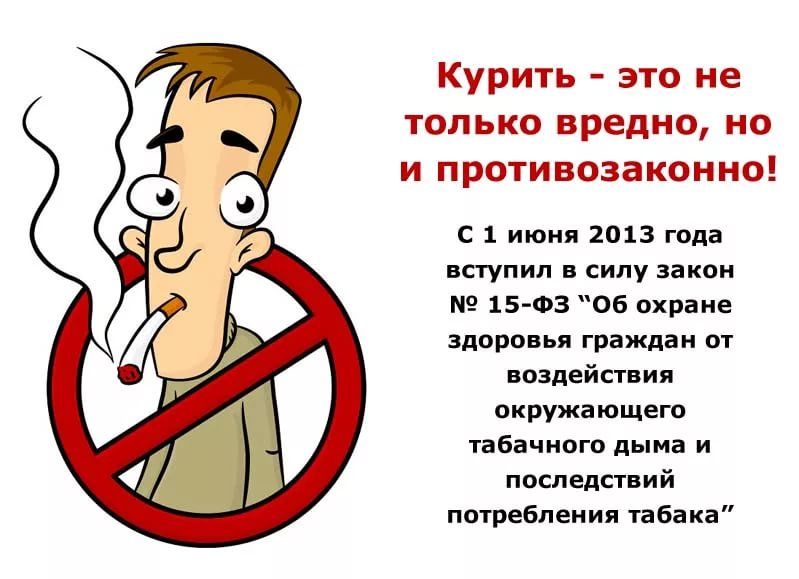 Курить - это не
только вредно, но
и противозаконно!
С 1 июня 2013 года
вступил в силу закон
№ 15-ФЗ “Об охране
здоровья граждан от
воздействия
окружающего
табачного дыма и
последствий
потребления табака”